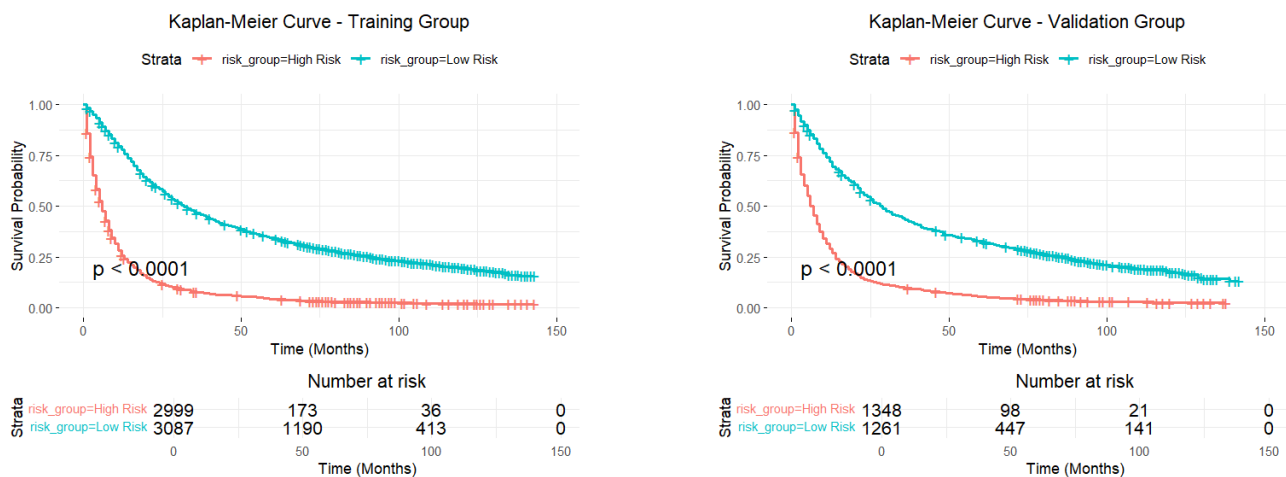 Kaplan-Meier Curve - Training Group
Strata risk_group=High Risk risk_group=Low Risk
Survival Probability
1.00
0.75
0.50
0.25
0.00
p < 0.0001
0 50 100 150
Time (Months)
Number at risk
Strata
risk_group=High Risk 2999 173 36 0
risk_group=Low Risk 3087 1190 413 0
0 50 100 150
Time (Months)
Kaplan-Meier Curve - Validation Group
Strata risk_group=High Risk risk_group=Low Risk
Survival Probability
1.00
0.75
0.50
0.25
0.00
p < 0.0001
0 50 100 150
Time (Months)
Number at risk
Strata
risk_group=High Risk 1348 98 21 0
risk_group=Low Risk 1261 447 141 0
0 50 100 150
Time (Months)